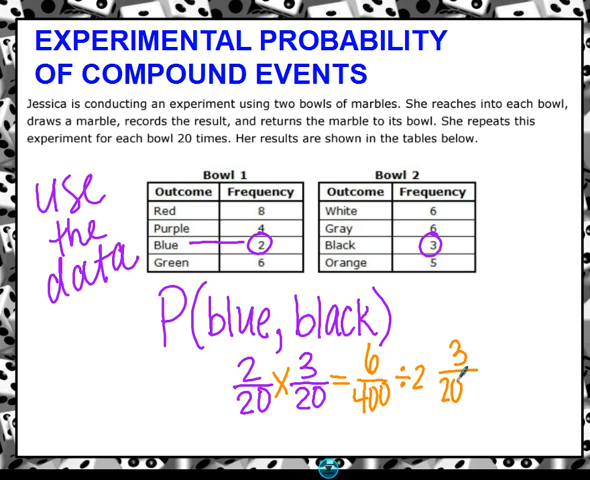 EXPERIMENTAL PROBABILITY
OF COMPOUND EVENTS
Jessica is conducting an experiment using two bowls of marbles. She reaches into each bowl,
draws a marble, records the result, and returns the marble to its bowl. She repeats this
experiment for each bowl 20 times. Her results are shown in the tables below.
use
the
data
Bowl 1
Outcome Frequency
Red 8
Purple 4
Blue 2
Green 6
Bowl 2
Outcome Frequency
White 6
Gray 6
Black 3
Orange 5
P(blue, black)
2/20 x 3/20 = 6/400 ÷2 3/20